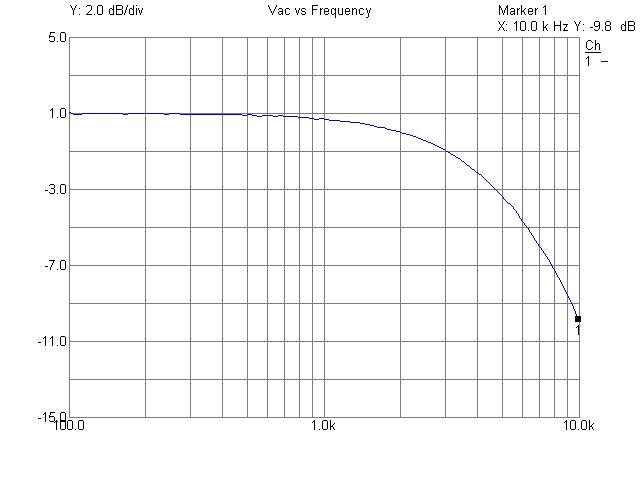 Y: 2.0 dB/div
Vac vs Frequency
Marker 1
X: 10.0 k Hz Y: -9.8 dB
Ch
1 –
5.0
1.0
-3.0
-7.0
-11.0
-15.0
1
100.0
1.0k
10.0k